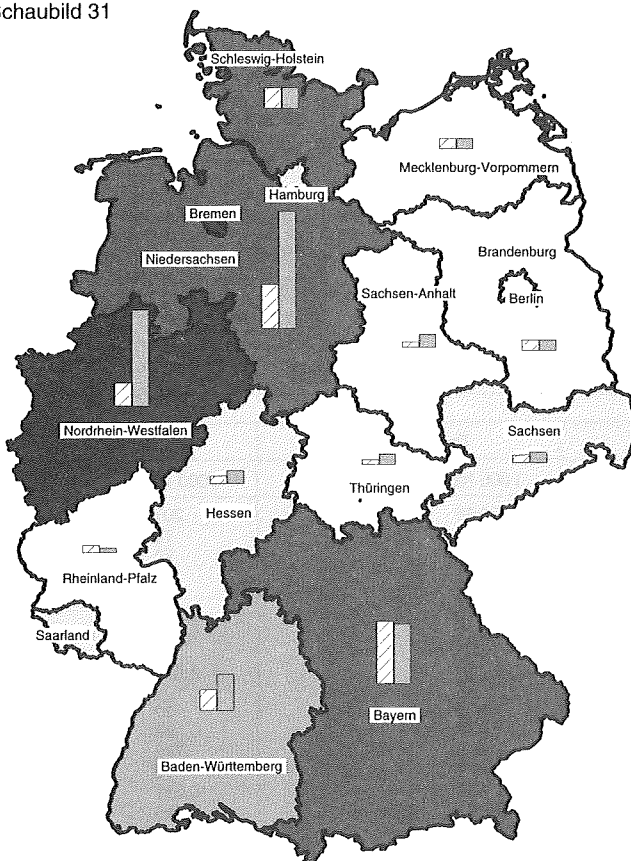 chaubild 31
Schleswig-Holstein
Mecklenburg-Vorpommern
Hamburg
Bremen
Niedersachsen
Brandenburg
Sachsen-Anhalt
Berlin
Nordrhein-Westfalen
Sachsen
Thüringen
Hessen
Rheinland-Pfalz
Saarland
Bayern
Baden-Württemberg